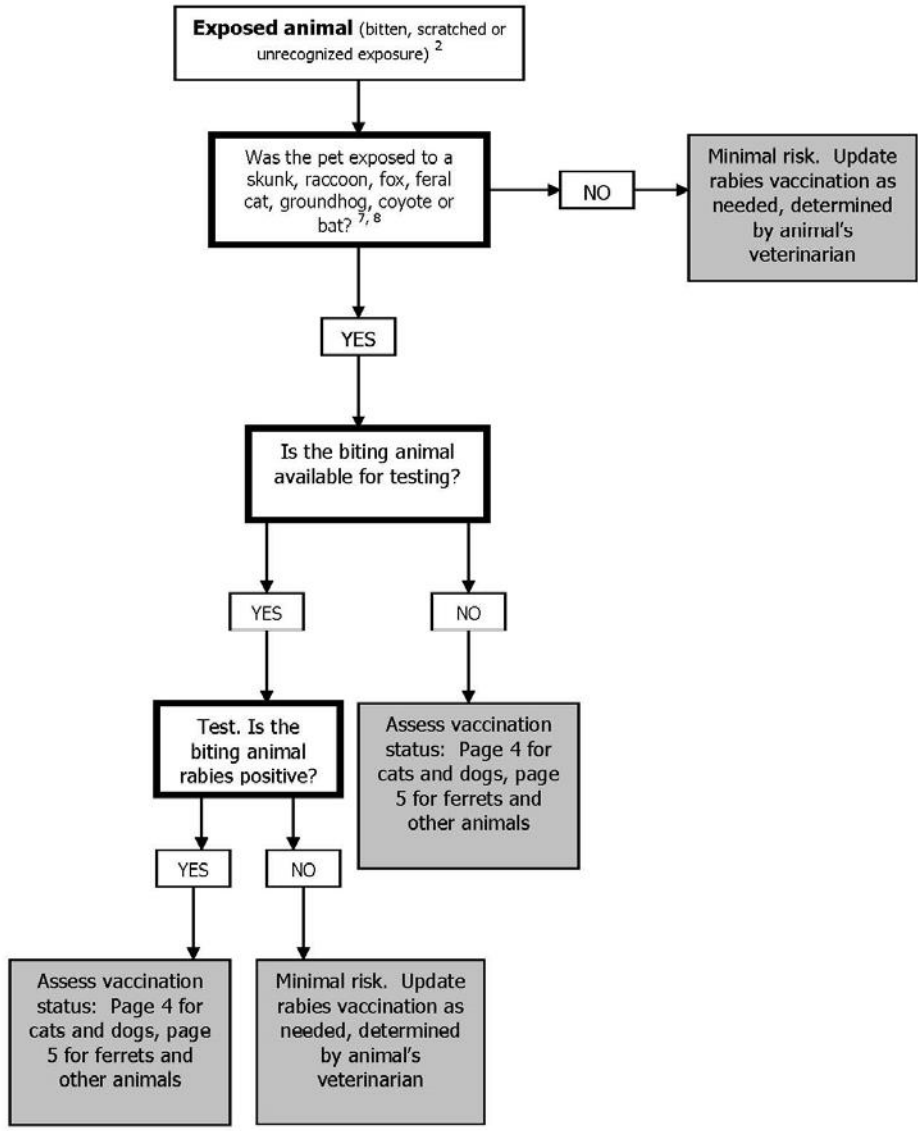 Exposed animal (bitten, scratched or
unrecognized exposure) 2
Was the pet exposed to a
skunk, raccoon, fox, feral
cat, groundhog, coyote or
bat? 7, 8
NO
Minimal risk. Update
rabies vaccination as
needed, determined
by animal's
veterinarian
YES
Is the biting animal
available for testing?
YES
NO
Test. Is the
biting animal
rabies positive?
Assess vaccination
status: Page 4 for
cats and dogs, page
5 for ferrets and
other animals
YES
NO
Assess vaccination
status: Page 4 for
cats and dogs, page
5 for ferrets and
other animals
Minimal risk. Update
rabies vaccination as
needed, determined
by animal's
veterinarian